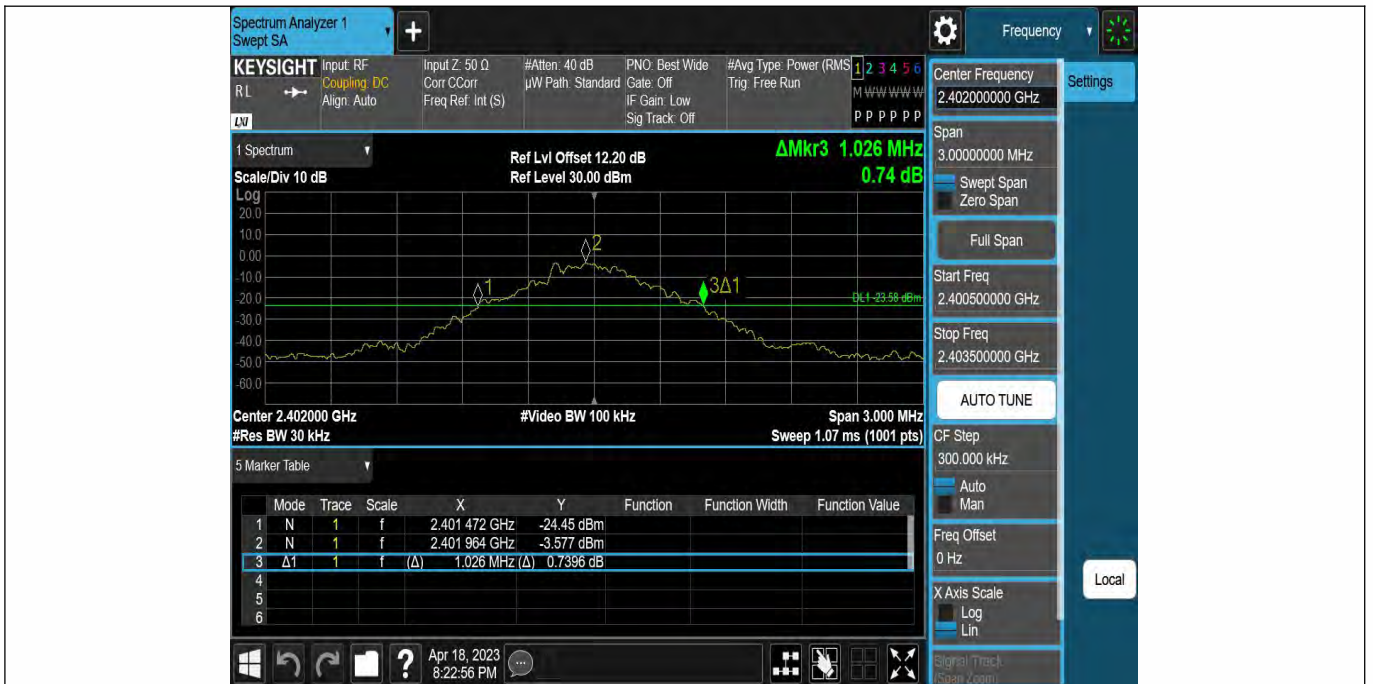 Spectrum Analyzer 1
Swept SA
+
Frequency
KEYSIGHT
RL
LXI
Input: RF
Coupling: DC
Align: Auto
Input Z: 50 Ω
Corr CCorr
Freq Ref: Int (S)
#Atten: 40 dB
µW Path: Standard
PNO: Best Wide
Gate: Off
IF Gain: Low
Sig Track: Off
#Avg Type: Power (RMS
Trig: Free Run
1 2 3 4 5 6
M W W W W W
P P P P P P
1 Spectrum
Scale/Div 10 dB
Ref Lvl Offset 12.20 dB
Ref Level 30.00 dBm
ΔMkr3 1.026 MHz
0.74 dB
Log
20.0
10.0
0.00
-10.0
-20.0
-30.0
-40.0
-50.0
-60.0
1
2
3Δ1
DL1 -23.58 dBm
Center 2.402000 GHz
#Video BW 100 kHz
Span 3.000 MHz
#Res BW 30 kHz
Sweep 1.07 ms (1001 pts)
5 Marker Table
Mode Trace Scale X Y Function Function Width Function Value
1 N 1 f 2.401 472 GHz -24.45 dBm
2 N 1 f 2.401 964 GHz -3.577 dBm
3 Δ1 1 f (Δ) 1.026 MHz (Δ) 0.7396 dB
4
5
6
Apr 18, 2023
8:22:56 PM
?
Center Frequency
2.402000000 GHz
Settings
Span
3.00000000 MHz
Swept Span
Zero Span
Full Span
Start Freq
2.400500000 GHz
Stop Freq
2.403500000 GHz
AUTO TUNE
CF Step
300.000 kHz
Auto
Man
Freq Offset
0 Hz
X Axis Scale
Log
Lin
Signal Track
(Span Zoom)
Local